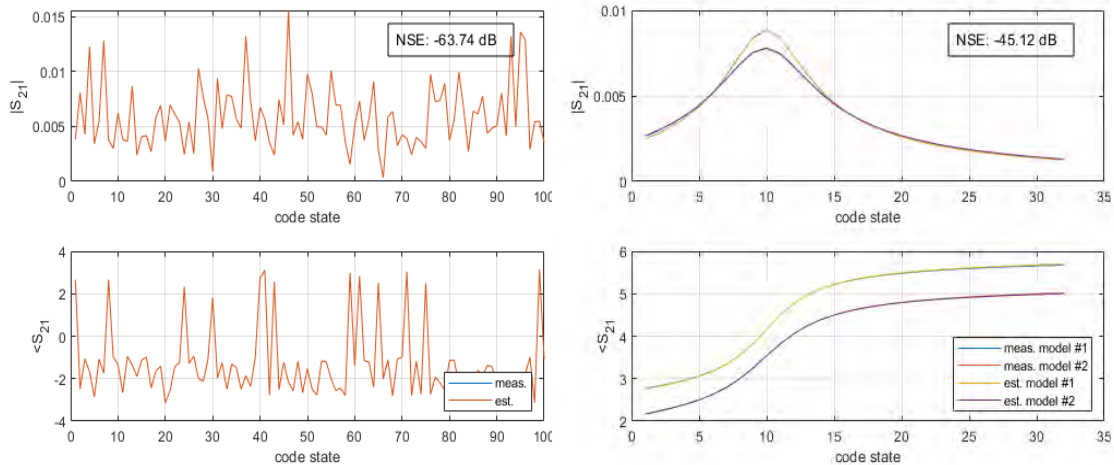 0.015
0.01
0.005
0
|S21|
NSE: -63.74 dB
0 10 20 30 40 50 60 70 80 90 100
code state
0.01
0.005
0
|S21|
NSE: -45.12 dB
0 5 10 15 20 25 30 35
code state
4
2
0
-2
-4
<S21
meas.
est.
0 10 20 30 40 50 60 70 80 90 100
code state
6
5
4
3
2
<S21
meas. model #1
meas. model #2
est. model #1
est. model #2
0 5 10 15 20 25 30 35
code state